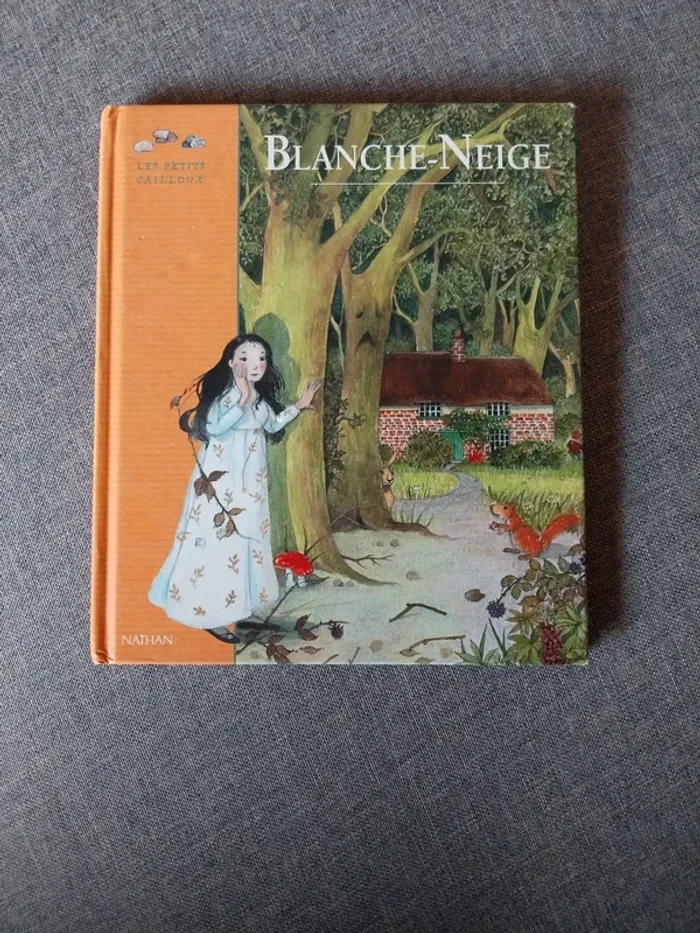 LES PETITS
CAILLOUX
BLANCHE-NEIGE
NATHAN